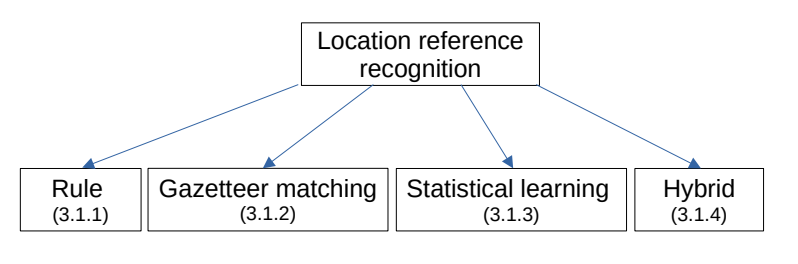 Location reference
recognition
Rule
(3.1.1)
Gazetteer matching
(3.1.2)
Statistical learning
(3.1.3)
Hybrid
(3.1.4)